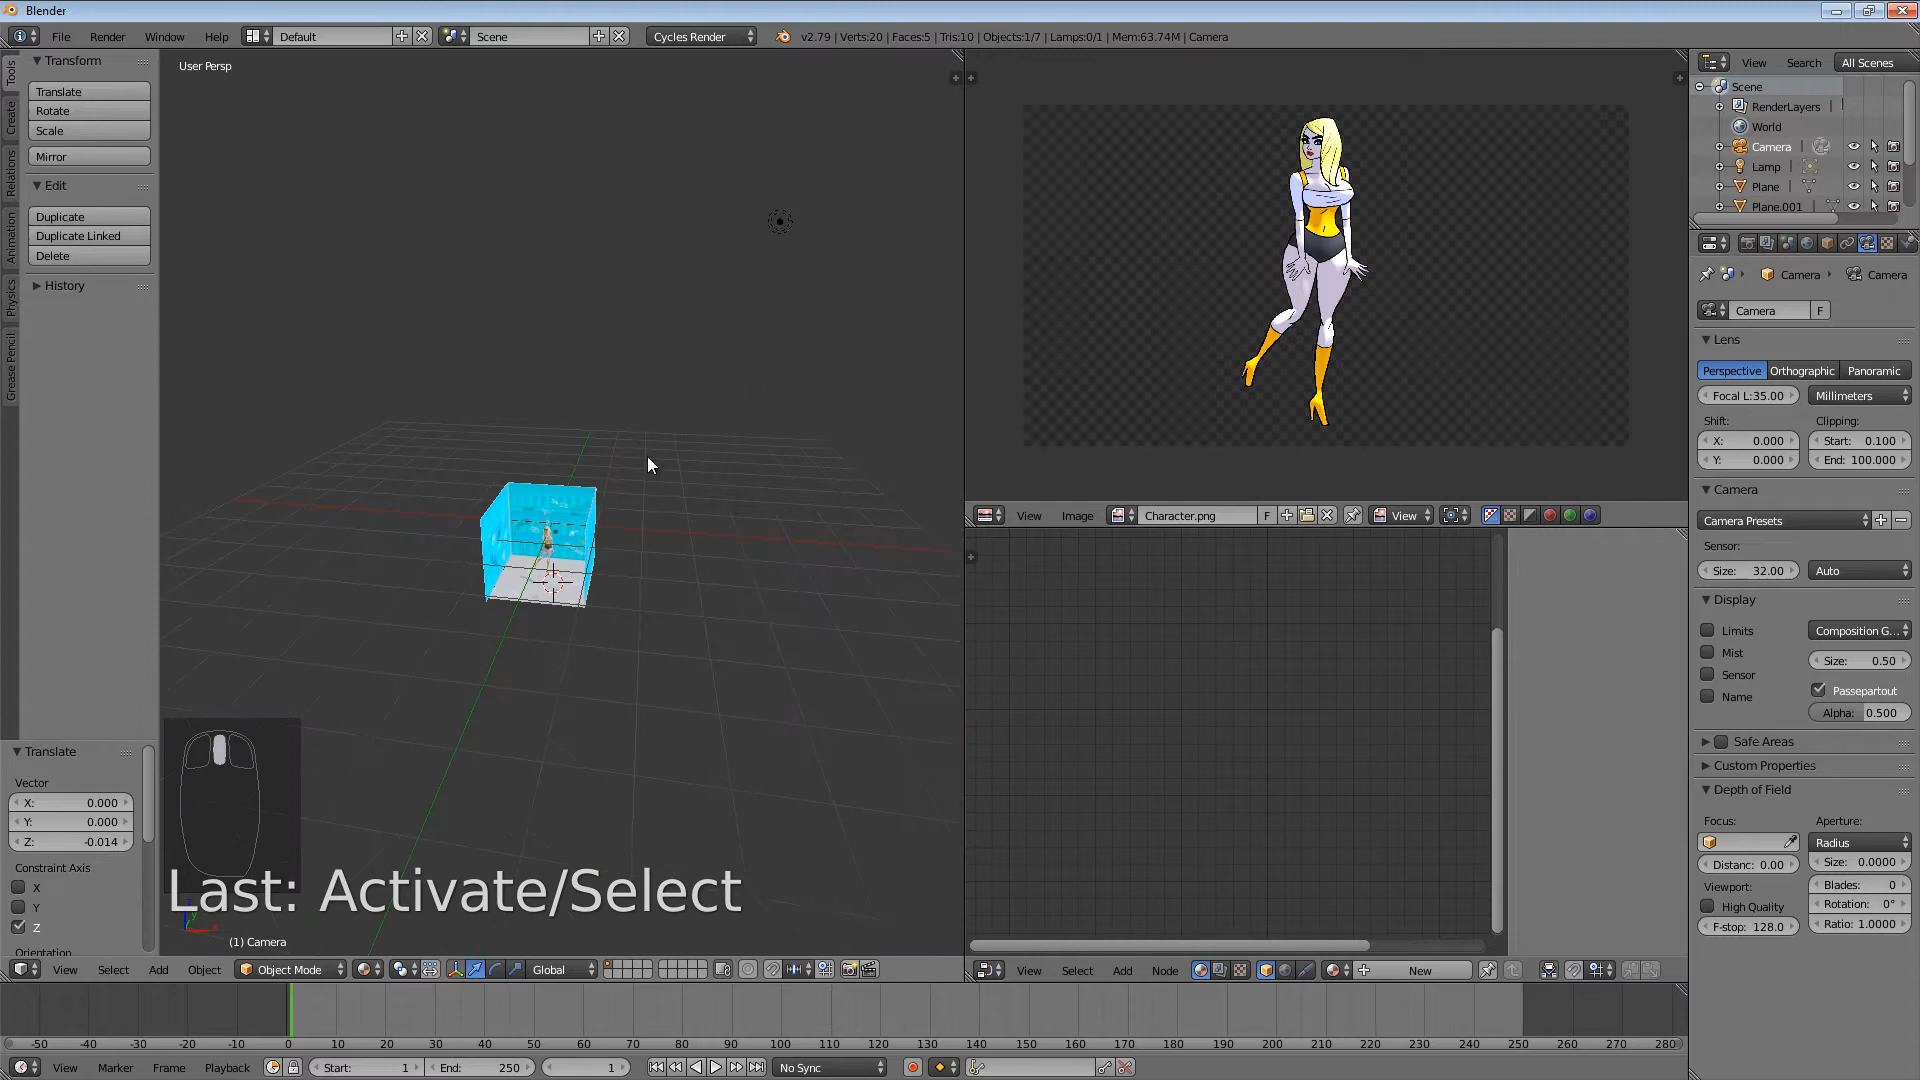 Blender
File Render Window Help Default Scene Cycles Render v2.79 | Verts:20 | Faces:5 | Tris:10 | Objects:1/7 | Lamps:0/1 | Mem:63.74M | Camera
Tools
Create
Relations
Animation
Physics
Grease Pencil
Transform
Translate
Rotate
Scale
Mirror
Edit
Duplicate
Duplicate Linked
Delete
History
Translate
Vector
X: 0.000
Y: 0.000
Z: -0.014
Constraint Axis
X
Y
Z
Orientation
User Persp
Last: Activate/Select
(1) Camera
View Select Add Object Object Mode Global
View Image Character.png F View
View Select Add Node New
View Search All Scenes
Scene
RenderLayers
World
Camera
Lamp
Plane
Plane.001
Camera Camera
Camera F
Lens
Perspective Orthographic Panoramic
Focal L:35.00 Millimeters
Shift: Clipping:
X: 0.000 Start: 0.100
Y: 0.000 End: 100.000
Camera
Camera Presets
Sensor:
Size: 32.00 Auto
Display
Limits Composition G...
Mist
Size: 0.50
Sensor
Passepartout
Name
Alpha: 0.500
Safe Areas
Custom Properties
Depth of Field
Focus: Aperture:
Radius
Distanc: 0.00 Size: 0.0000
Viewport: Blades: 0
High Quality Rotation: 0°
F-stop: 128.0 Ratio: 1.0000
-50 -40 -30 -20 -10 0 10 20 30 40 50 60 70 80 90 100 110 120 130 140 150 160 170 180 190 200 210 220 230 240 250 260 270 280
View Marker Frame Playback Start: 1 End: 250 1 No Sync